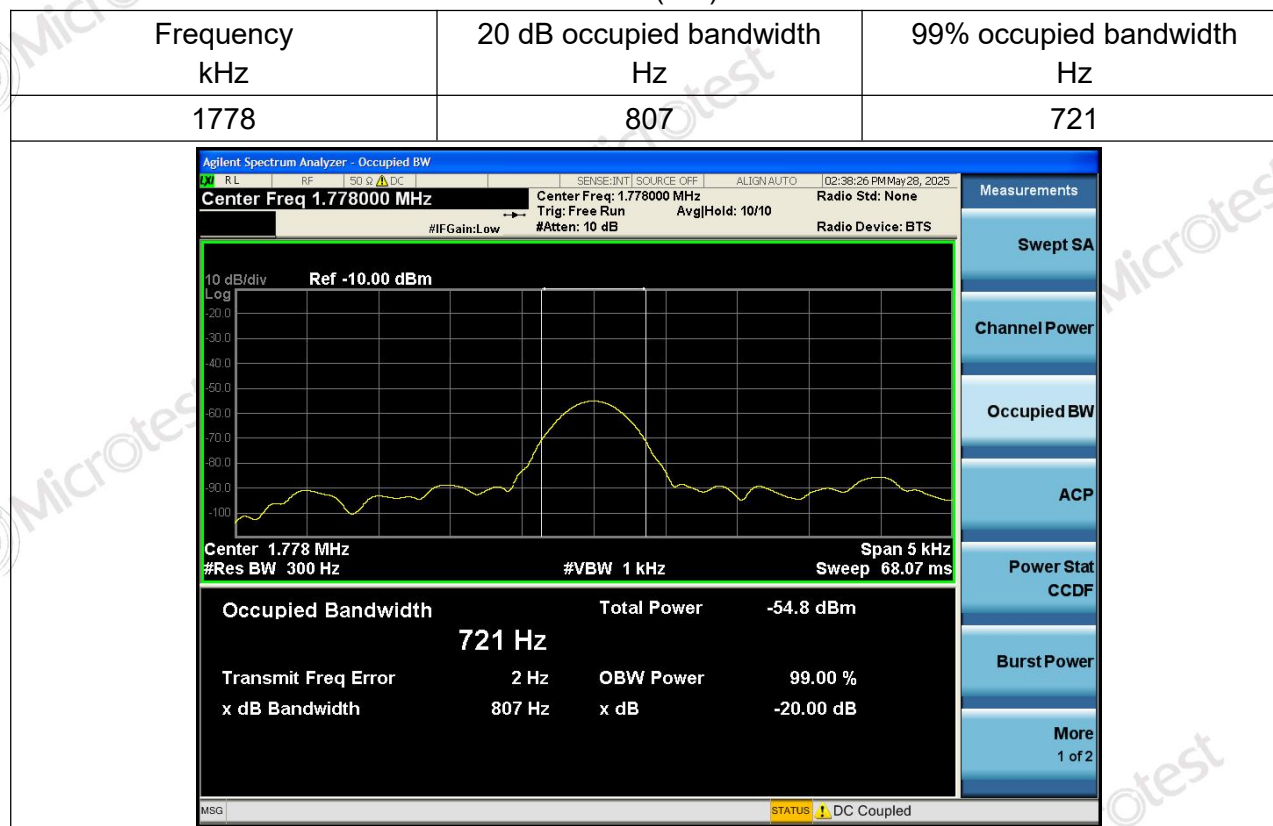 Frequency
kHz
20 dB occupied bandwidth
Hz
99% occupied bandwidth
Hz
1778 807 721
Agilent Spectrum Analyzer - Occupied BW
LXI RL RF 50 Ω DC SENSE:INT SOURCE OFF ALIGN AUTO 02:38:26 PM May 28, 2025
Center Freq 1.778000 MHz Center Freq: 1.778000 MHz Radio Std: None
Trig: Free Run Avg|Hold: 10/10
#IFGain:Low #Atten: 10 dB Radio Device: BTS
10 dB/div Ref -10.00 dBm
Log
-20.0
-30.0
-40.0
-50.0
-60.0
-70.0
-80.0
-90.0
-100
Center 1.778 MHz Span 5 kHz
#Res BW 300 Hz #VBW 1 kHz Sweep 68.07 ms
Occupied Bandwidth Total Power -54.8 dBm
721 Hz
Transmit Freq Error 2 Hz OBW Power 99.00 %
x dB Bandwidth 807 Hz x dB -20.00 dB
MSG STATUS DC Coupled
Measurements
Swept SA
Channel Power
Occupied BW
ACP
Power Stat
CCDF
Burst Power
More
1 of 2
Microtest